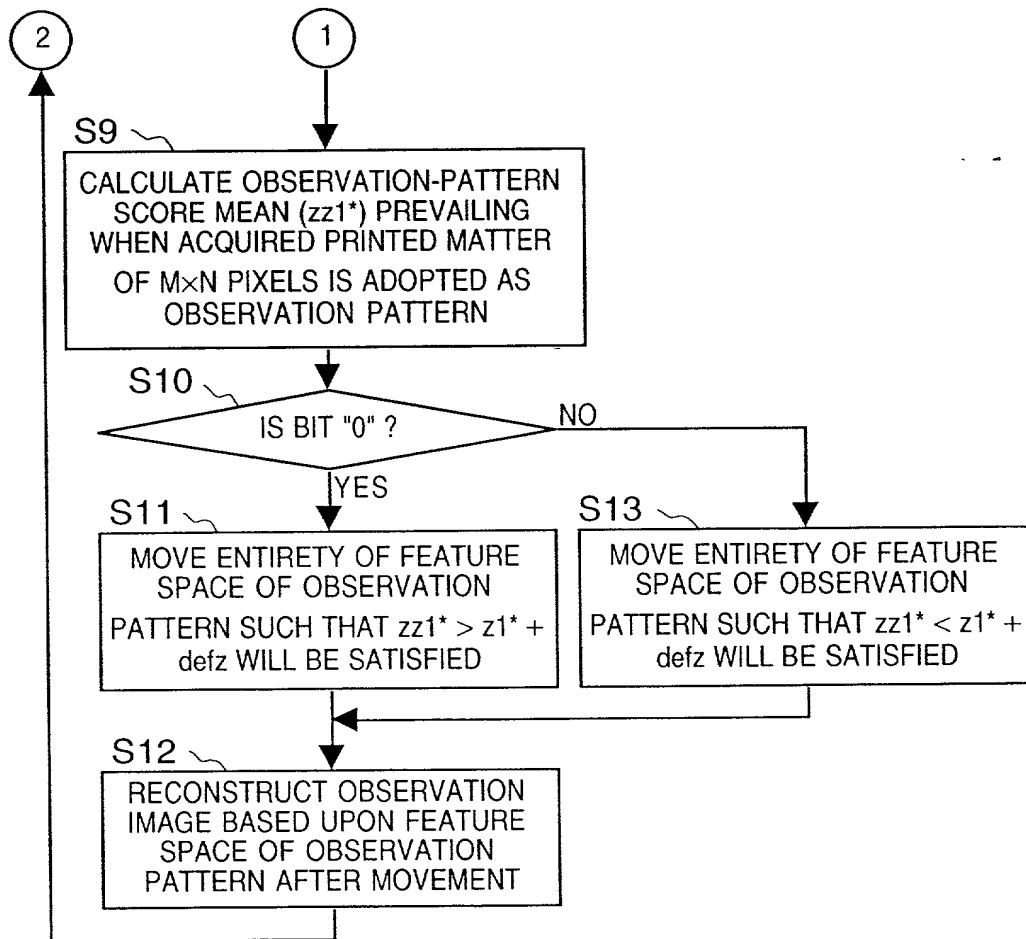 2
1
S9
CALCULATE OBSERVATION-PATTERN
SCORE MEAN (zz1*) PREVAILING
WHEN ACQUIRED PRINTED MATTER
OF M×N PIXELS IS ADOPTED AS
OBSERVATION PATTERN
S10
IS BIT "0" ?
NO
YES
S11
MOVE ENTIRETY OF FEATURE
SPACE OF OBSERVATION
PATTERN SUCH THAT zz1* > z1* +
defz WILL BE SATISFIED
S13
MOVE ENTIRETY OF FEATURE
SPACE OF OBSERVATION
PATTERN SUCH THAT zz1* < z1* +
defz WILL BE SATISFIED
S12
RECONSTRUCT OBSERVATION
IMAGE BASED UPON FEATURE
SPACE OF OBSERVATION
PATTERN AFTER MOVEMENT